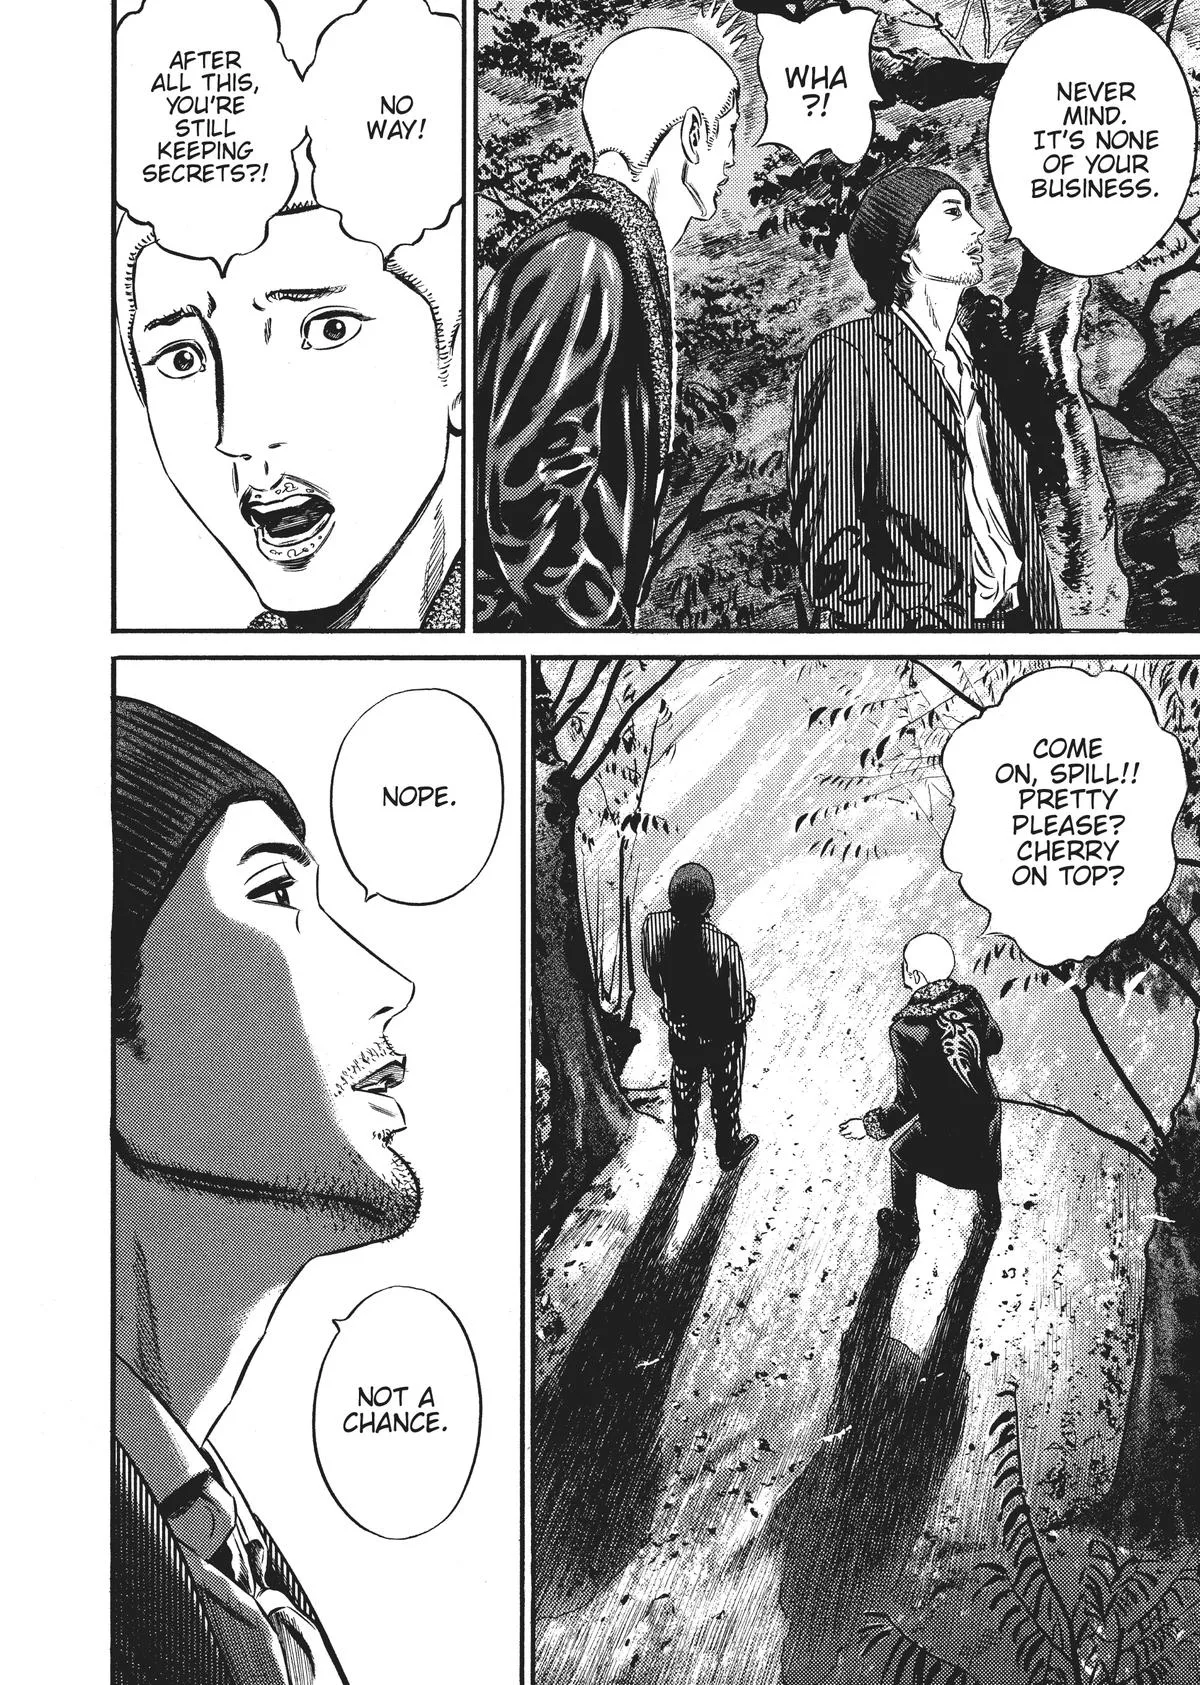 NEVER
MIND.
IT'S NONE
OF YOUR
BUSINESS.
WHA
?!
NO
WAY!
AFTER
ALL THIS,
YOU'RE
STILL
KEEPING
SECRETS?!
COME
ON, SPILL!!
PRETTY
PLEASE?
CHERRY
ON TOP?
NOPE.
NOT A
CHANCE.